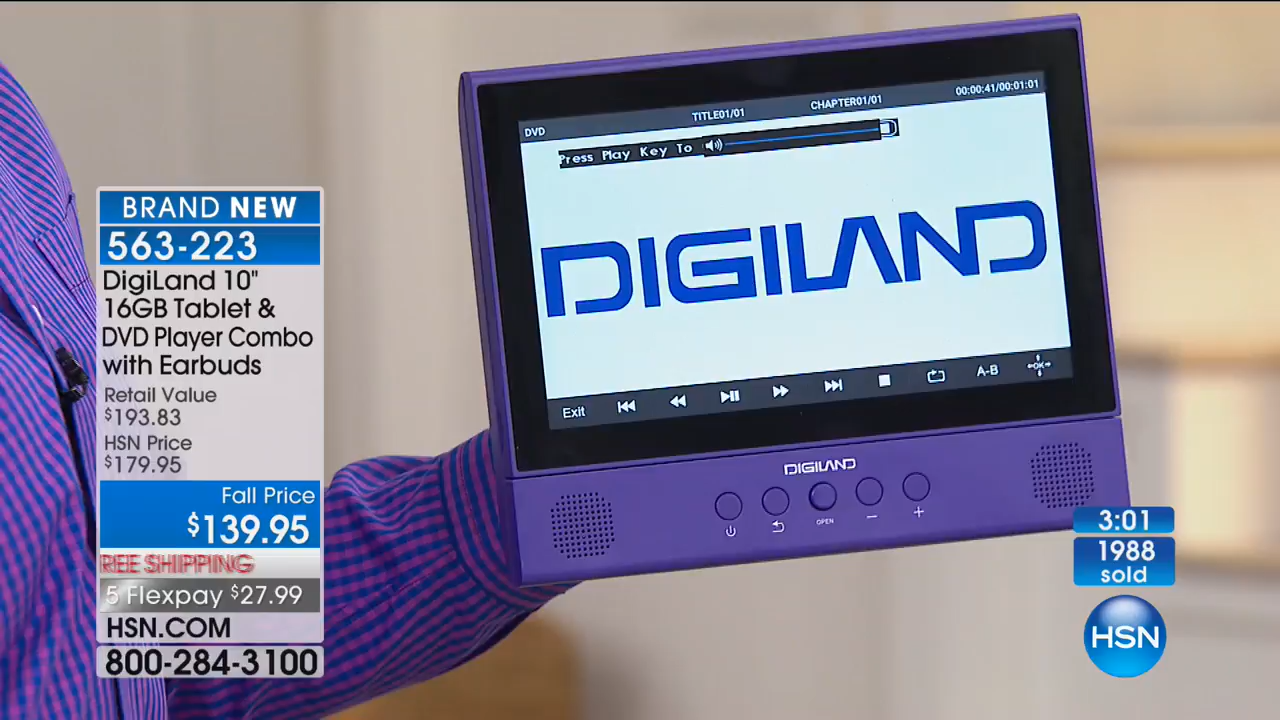 BRAND NEW
563-223
DigiLand 10"
16GB Tablet &
DVD Player Combo
with Earbuds
Retail Value
$193.83
HSN Price
$179.95
Fall Price
$139.95
REE SHIPPING
5 Flexpay $27.99
HSN.COM
800-284-3100
DVD
TITLE01/01
CHAPTER01/01
00:00:41/00:01:01
Press Play Key To
DIGILAND
Exit
A-B
OK
DIGILAND
OPEN
3:01
1988
sold
HSN